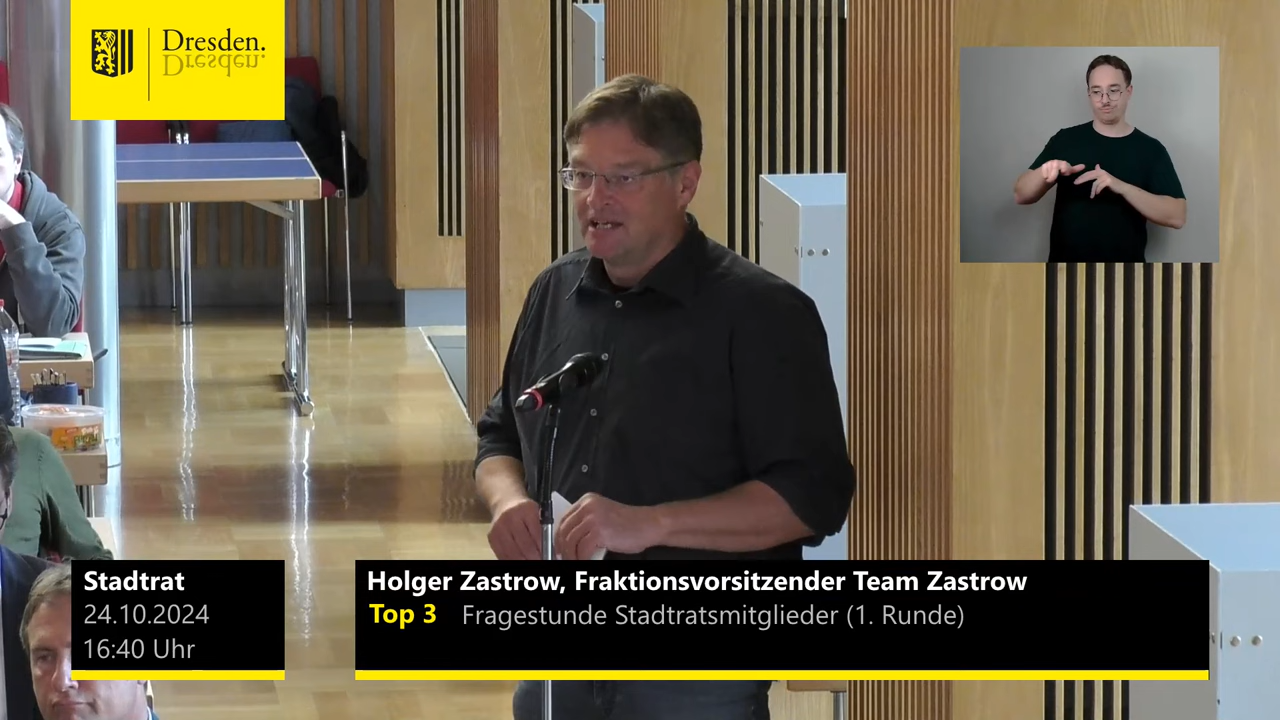 Dresden.
Dresden.
Stadtrat
24.10.2024
16:40 Uhr
Holger Zastrow, Fraktionsvorsitzender Team Zastrow
Top 3 Fragestunde Stadtratsmitglieder (1. Runde)